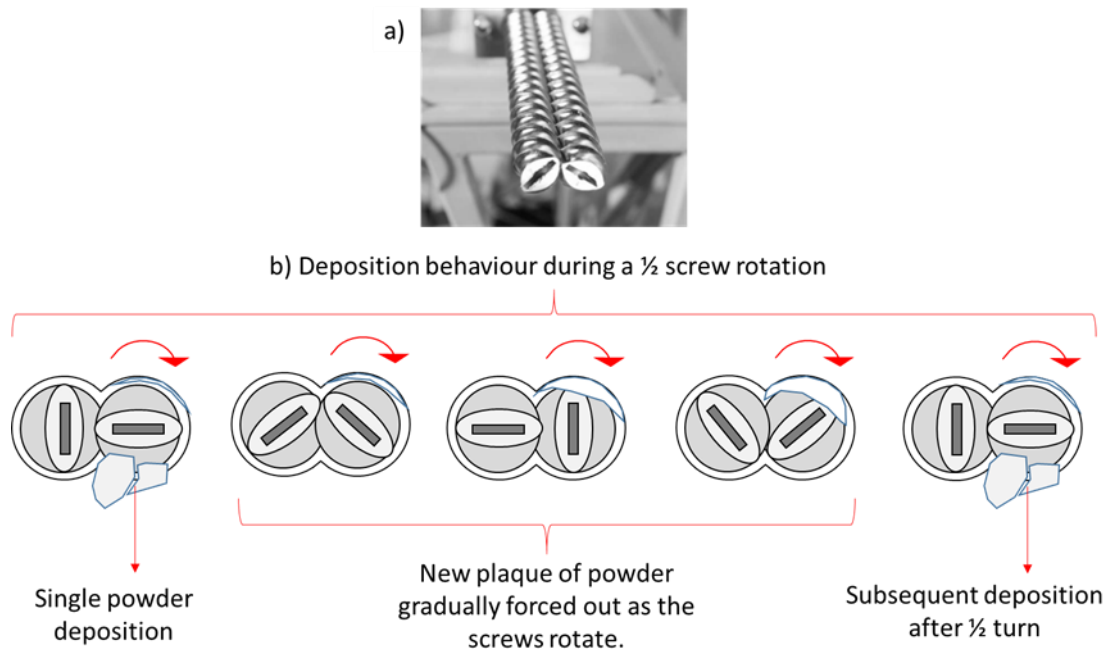 a)
b) Deposition behaviour during a ½ screw rotation
Single powder
deposition
New plaque of powder
gradually forced out as the
screws rotate.
Subsequent deposition
after ½ turn